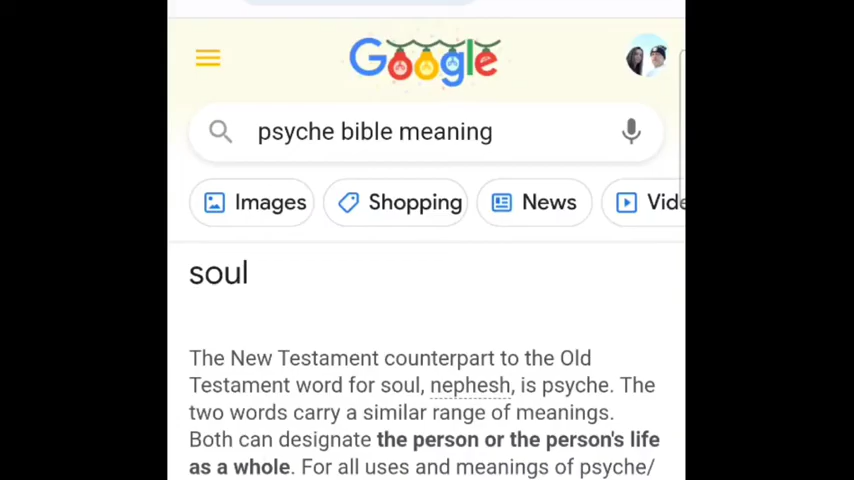 Google
psyche bible meaning
Images Shopping News
soul
The New Testament counterpart to the Old
Testament word for soul, nephesh, is psyche. The
two words carry a similar range of meanings.
Both can designate the person or the person's life
as a whole. For all uses and meanings of psyche/